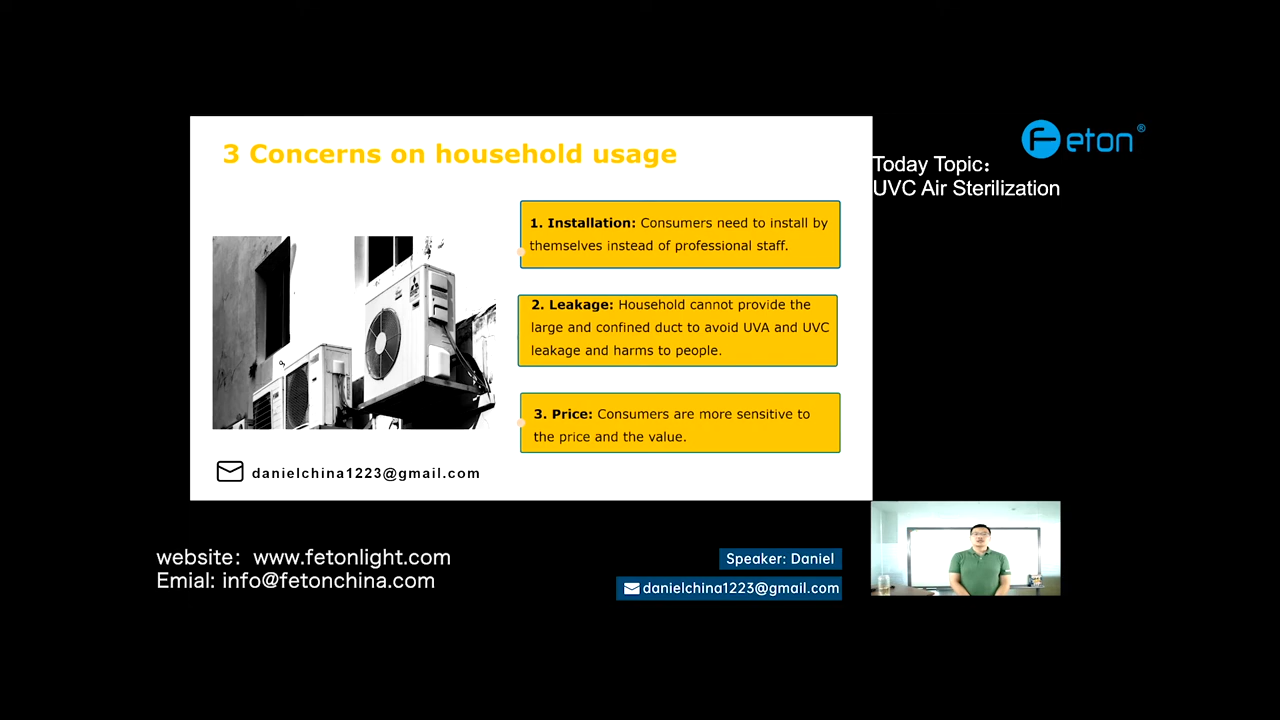 3 Concerns on household usage
1. Installation: Consumers need to install by
themselves instead of professional staff.
2. Leakage: Household cannot provide the
large and confined duct to avoid UVA and UVC
leakage and harms to people.
3. Price: Consumers are more sensitive to
the price and the value.
danielchina1223@gmail.com
Feton®
Today Topic：
UVC Air Sterilization
website：www.fetonlight.com
Emial: info@fetonchina.com
Speaker: Daniel
danielchina1223@gmail.com